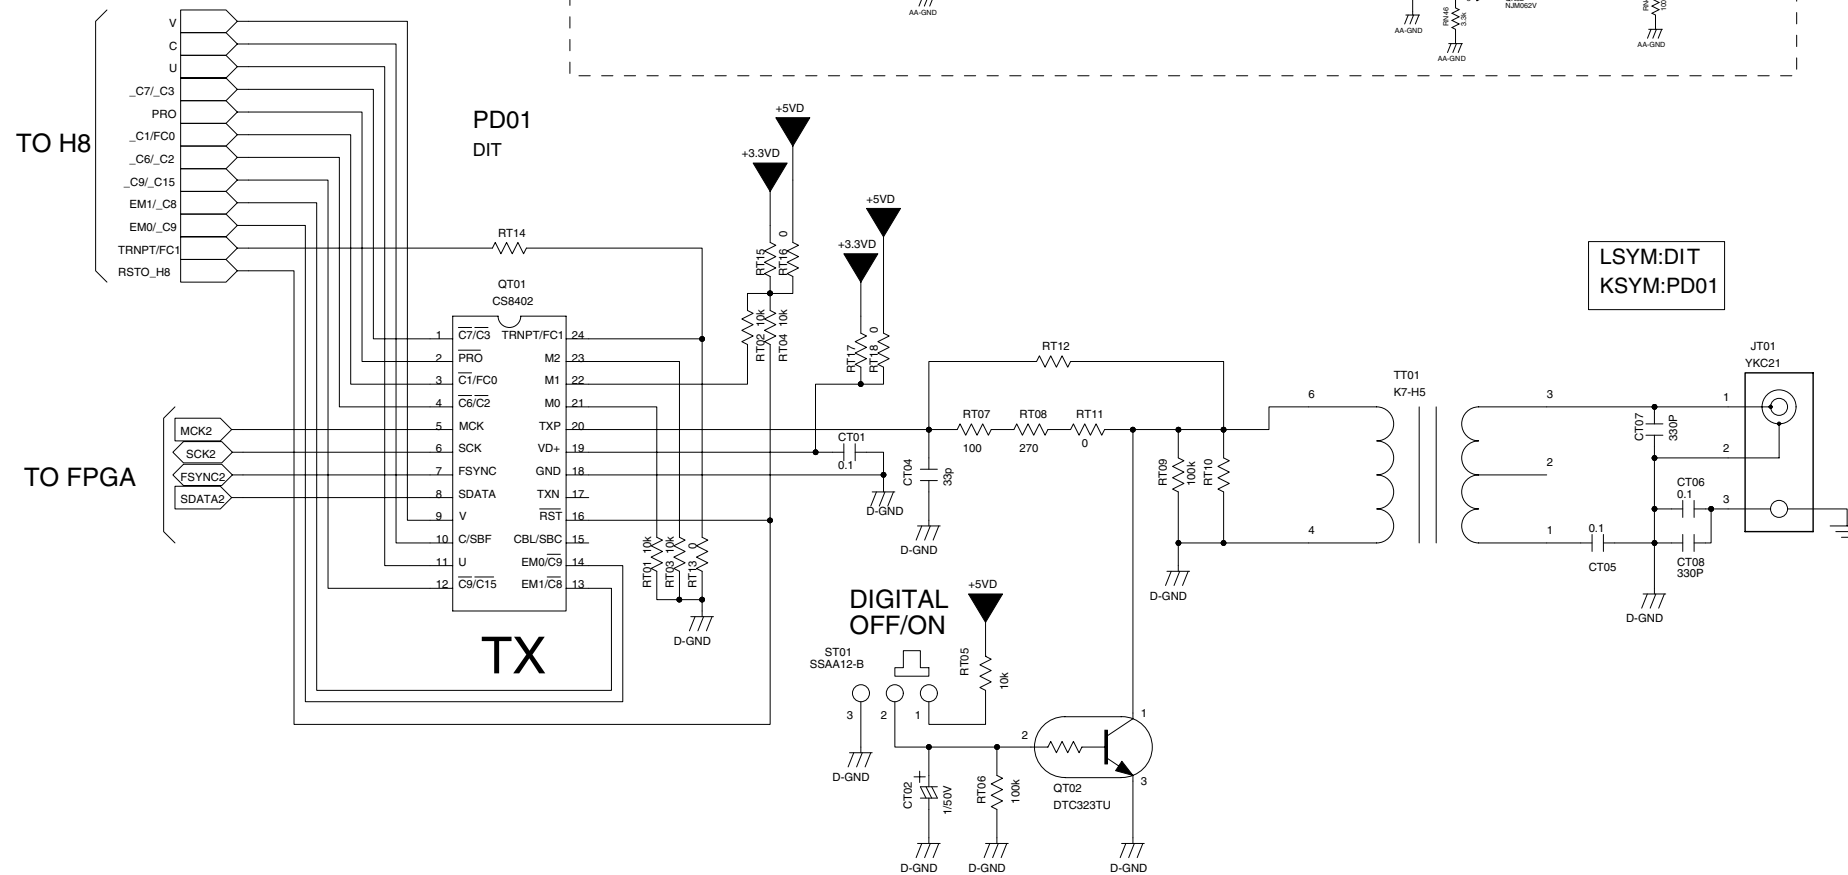 V
C
U
_C7/_C3
PRO
_C1/FC0
_C6/_C2
_C9/_C15
EM1/_C8
EM0/_C9
TRNPT/FC1
RSTO_H8
TO H8
AA-GND
AA-GND
RN46
3.3k
AA-GND
NJM062V
AA-GND
PD01
DIT
+5VD
+3.3VD
RT15
RT16 0
RT02 10k
RT04 10k
+5VD
+3.3VD
RT17
RT18 0
RT14
QT01
CS8402
1 C7/C3
2 PRO
3 C1/FC0
4 C6/C2
5 MCK
6 SCK
7 FSYNC
8 SDATA
9 V
10 C/SBF
11 U
12 C9/C15
TRNPT/FC1 24
M2 23
M1 22
M0 21
TXP 20
VD+ 19
GND 18
TXN 17
RST 16
CBL/SBC 15
EM0/C9 14
EM1/C8 13
TX
TO FPGA
MCK2
SCK2
FSYNC2
SDATA2
RT01 10k
RT03 10k
RT13 0
D-GND
CT01
0.1
D-GND
CT04
33p
D-GND
RT12
RT07
100
RT08
270
RT11
0
RT09
100k
RT10
D-GND
LSYM:DIT
KSYM:PD01
TT01
K7-H5
6
4
3
2
1
0.1
CT05
CT07
330P
CT06
0.1
CT08
330P
D-GND
JT01
YKC21
1
2
3
DIGITAL
OFF/ON
ST01
SSAA12-B
3
2
1
D-GND
+5VD
RT05
10k
CT02
1/50V
D-GND
RT06
100k
D-GND
2
1
3
QT02
DTC323TU
D-GND